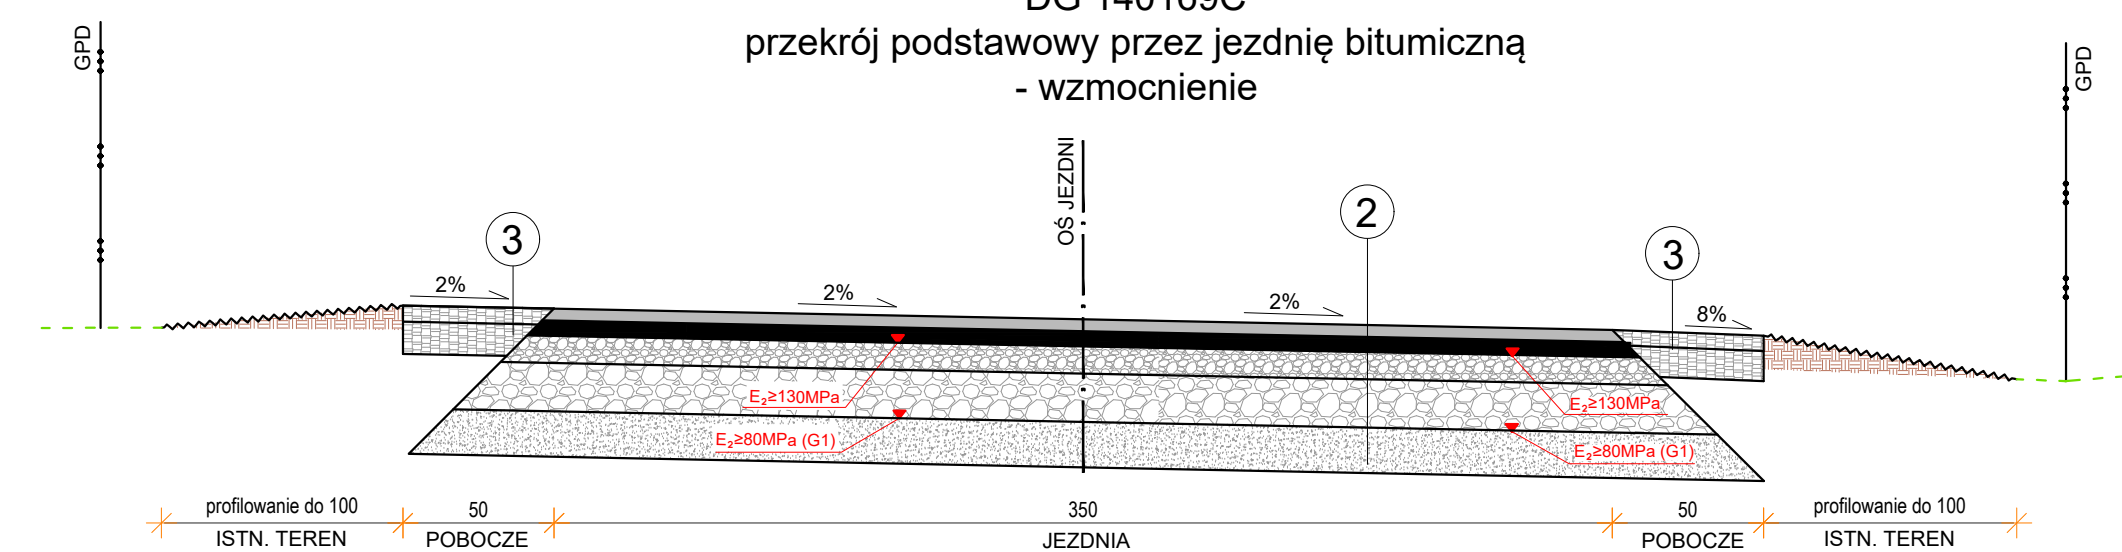 DG 140169C
przekrój podstawowy przez jezdnię bitumiczną
- wzmocnienie
GPD
GPD
OŚ JEZDNI
3
2
3
2%
2%
2%
8%
E₂≥130MPa
E₂≥130MPa
E₂≥80MPa (G1)
E₂≥80MPa (G1)
profilowanie do 100
50
350
50
profilowanie do 100
ISTN. TEREN
POBOCZE
JEZDNIA
POBOCZE
ISTN. TEREN